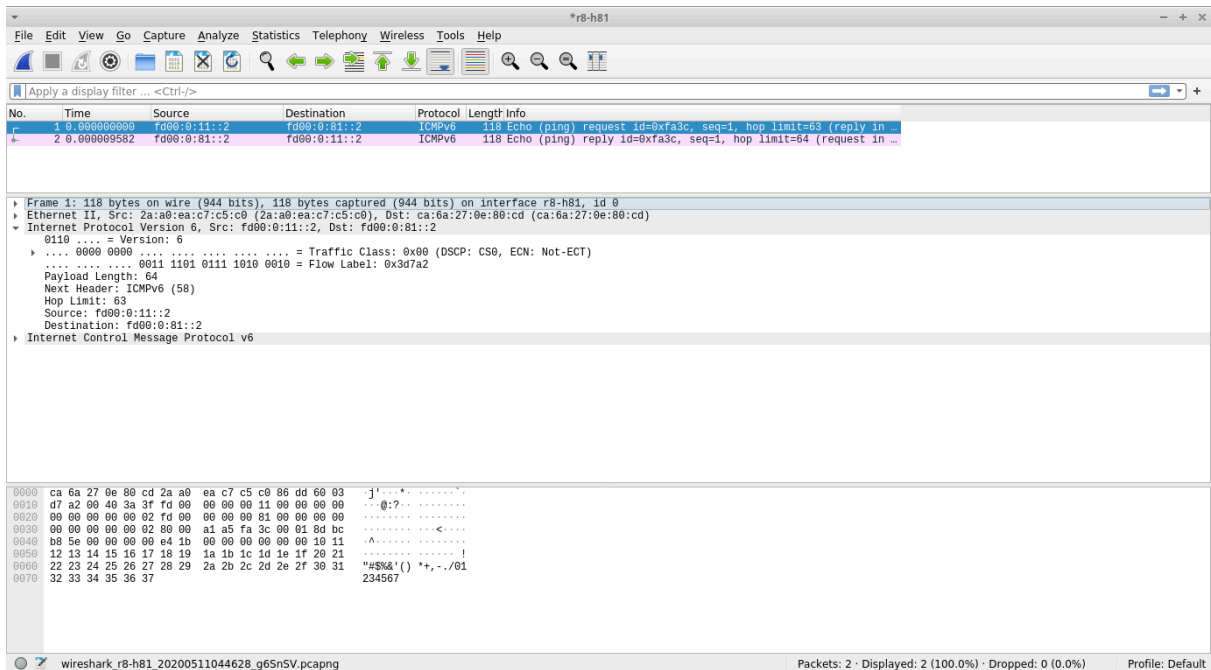 *r8-h81
File Edit View Go Capture Analyze Statistics Telephony Wireless Tools Help
Apply a display filter ... <Ctrl-/>
No. Time Source Destination Protocol Length Info
1 0.000000000 fd00:0:11::2 fd00:0:81::2 ICMPv6 118 Echo (ping) request id=0xfa3c, seq=1, hop limit=63 (reply in …
2 0.000009582 fd00:0:81::2 fd00:0:11::2 ICMPv6 118 Echo (ping) reply id=0xfa3c, seq=1, hop limit=64 (request in …
Frame 1: 118 bytes on wire (944 bits), 118 bytes captured (944 bits) on interface r8-h81, id 0
Ethernet II, Src: 2a:a0:ea:c7:c5:c0 (2a:a0:ea:c7:c5:c0), Dst: ca:6a:27:0e:80:cd (ca:6a:27:0e:80:cd)
Internet Protocol Version 6, Src: fd00:0:11::2, Dst: fd00:0:81::2
0110 .... = Version: 6
.... 0000 0000 .... .... .... .... .... = Traffic Class: 0x00 (DSCP: CS0, ECN: Not-ECT)
.... .... .... 0011 1101 0111 1010 0010 = Flow Label: 0x3d7a2
Payload Length: 64
Next Header: ICMPv6 (58)
Hop Limit: 63
Source: fd00:0:11::2
Destination: fd00:0:81::2
Internet Control Message Protocol v6
0000 ca 6a 27 0e 80 cd 2a a0 ea c7 c5 c0 86 dd 60 03 ·j'···*· ······`·
0010 d7 a2 00 40 3a 3f fd 00 00 00 00 11 00 00 00 00 ···@:?·· ········
0020 00 00 00 00 00 02 fd 00 00 00 00 81 00 00 00 00 ········ ········
0030 00 00 00 00 00 02 80 00 a1 a5 fa 3c 00 01 8d bc ········ ···<····
0040 b8 5e 00 00 00 00 e4 1b 00 00 00 00 00 00 10 11 ·^······ ········
0050 12 13 14 15 16 17 18 19 1a 1b 1c 1d 1e 1f 20 21 ········ ······ !
0060 22 23 24 25 26 27 28 29 2a 2b 2c 2d 2e 2f 30 31 "#$%&'() *+,-./01
0070 32 33 34 35 36 37 234567
wireshark_r8-h81_20200511044628_g6SnSV.pcapng Packets: 2 · Displayed: 2 (100.0%) · Dropped: 0 (0.0%) Profile: Default